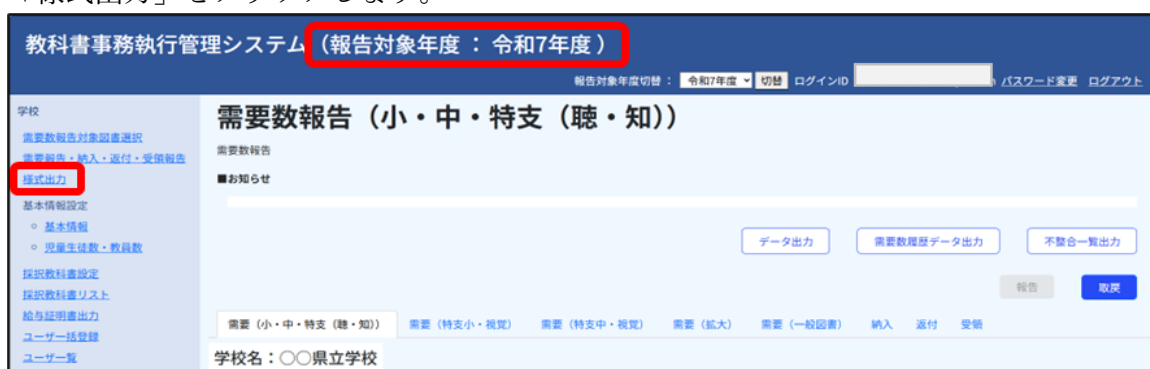 「様式出力」をクリックします。
教科書事務執行管理システム（報告対象年度 ： 令和7年度 ）
報告対象年度切替： 令和7年度 切替 ログインID パスワード変更 ログアウト
学校
需要数報告対象図書選択
需要報告・納入・返付・受領報告
様式出力
基本情報設定
基本情報
児童生徒数・教員数
採択教科書設定
採択教科書リスト
給与証明書出力
ユーザー括登録
ユーザー覧
需要数報告（小・中・特支（聴・知））
需要数報告
■お知らせ
データ出力 需要数履歴データ出力 不整合一覧出力
報告 取戻
需要（小・中・特支（聴・知）） 需要（特支小・視覚） 需要（特支中・視覚） 需要（拡大） 需要（一般図書） 納入 返付 受領
学校名：○○県立学校